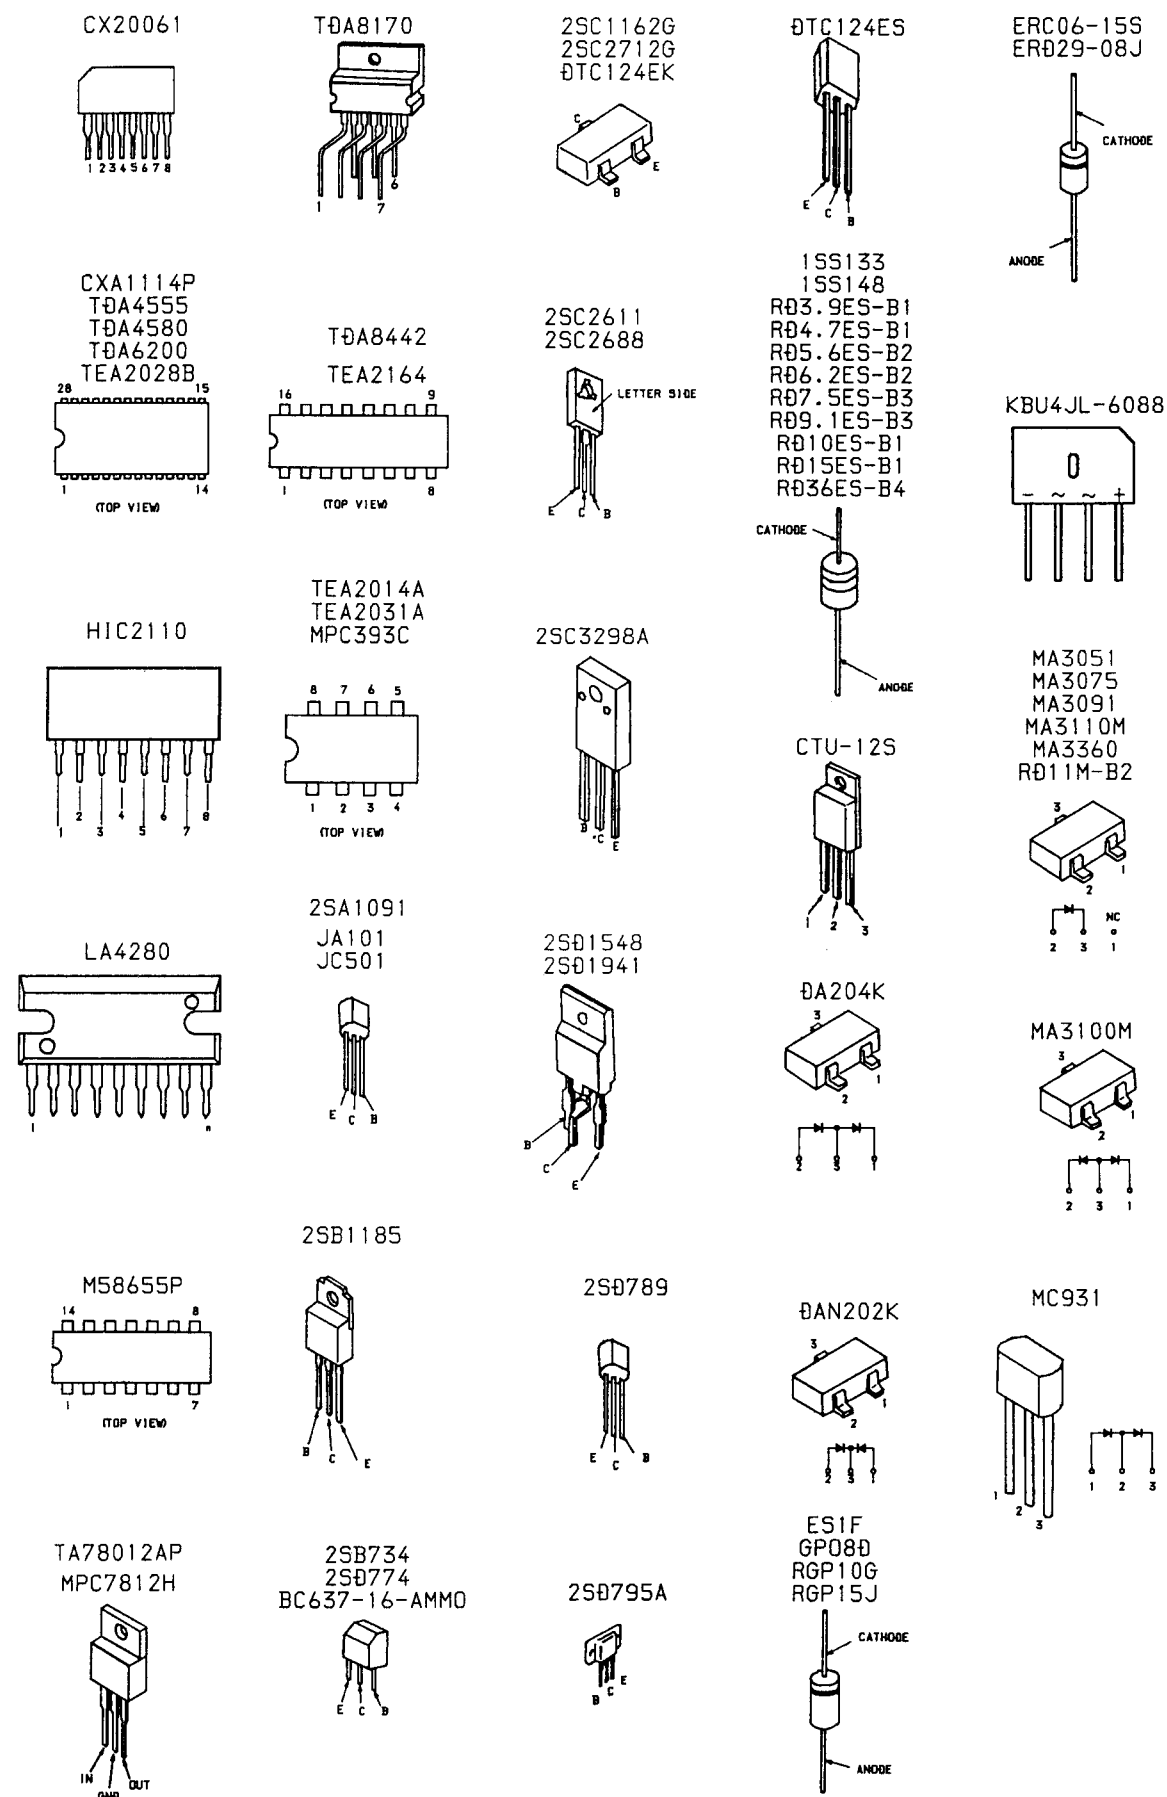 CX20061
1 2 3 4 5 6 7 8
TDA8170
1 7 6
2SC1162G
2SC2712G
DTC124EK
C
E
B
DTC124ES
E C B
ERC06-15S
ERD29-08J
CATHODE
ANODE
CXA1114P
TDA4555
TDA4580
TDA6200
TEA2028B
28 15
1 14
(TOP VIEW)
TDA8442
TEA2164
16 9
1 8
(TOP VIEW)
2SC2611
2SC2688
LETTER SIDE
E C B
1SS133
1SS148
RD3.9ES-B1
RD4.7ES-B1
RD5.6ES-B2
RD6.2ES-B2
RD7.5ES-B3
RD9.1ES-B3
RD10ES-B1
RD15ES-B1
RD36ES-B4
CATHODE
ANODE
KBU4JL-6088
- ~ ~ +
HIC2110
1 2 3 4 5 6 7 8
TEA2014A
TEA2031A
MPC393C
8 7 6 5
1 2 3 4
(TOP VIEW)
2SC3298A
B C E
CTU-12S
1 2 3
MA3051
MA3075
MA3091
MA3110M
MA3360
RD11M-B2
3
1
2
NC
2 3 1
LA4280
1
2SA1091
JA101
JC501
E C B
2SD1548
2SD1941
B
C
E
DA204K
3
1
2
2 3 1
MA3100M
3
1
2
2 3 1
M58655P
14 8
1 7
(TOP VIEW)
2SB1185
B C E
2SD789
E C B
DAN202K
3
1
2
2 3 1
MC931
1 2 3
1 2 3
TA78012AP
MPC7812H
IN
GND
OUT
2SB734
2SD774
BC637-16-AMMO
E C B
2SD795A
B C E
ES1F
GP08D
RGP10G
RGP15J
CATHODE
ANODE